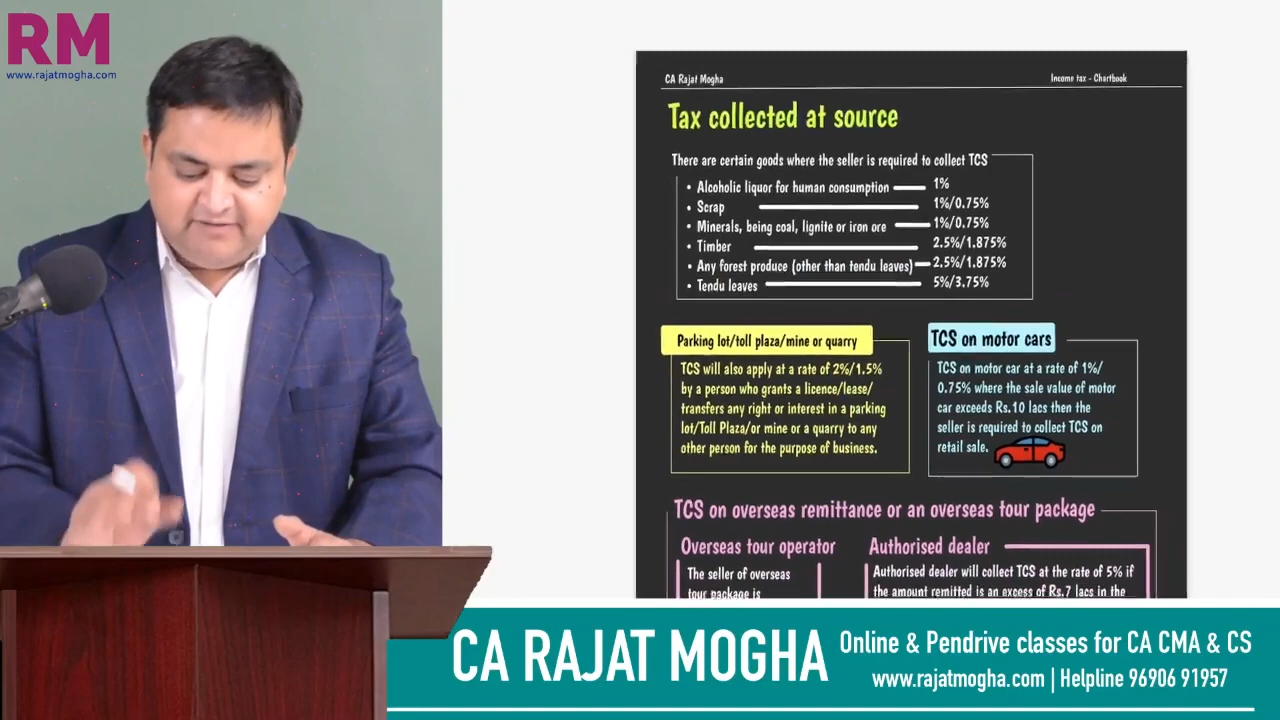 RM
www.rajatmogha.com
CA Rajat Mogha
Income tax - Chartbook
Tax collected at source
There are certain goods where the seller is required to collect TCS
• Alcoholic liquor for human consumption 1%
• Scrap 1%/0.75%
• Minerals, being coal, lignite or iron ore 1%/0.75%
• Timber 2.5%/1.875%
• Any forest produce (other than tendu leaves) 2.5%/1.875%
• Tendu leaves 5%/3.75%
Parking lot/toll plaza/mine or quarry
TCS will also apply at a rate of 2%/1.5%
by a person who grants a licence/lease/
transfers any right or interest in a parking
lot/Toll Plaza/or mine or a quarry to any
other person for the purpose of business.
TCS on motor cars
TCS on motor car at a rate of 1%/
0.75% where the sale value of motor
car exceeds Rs.10 lacs then the
seller is required to collect TCS on
retail sale.
TCS on overseas remittance or an overseas tour package
Overseas tour operator
The seller of overseas
tour package is
Authorised dealer
Authorised dealer will collect TCS at the rate of 5% if
the amount remitted is an excess of Rs.7 lacs in the
CA RAJAT MOGHA
Online & Pendrive classes for CA CMA & CS
www.rajatmogha.com | Helpline 96906 91957